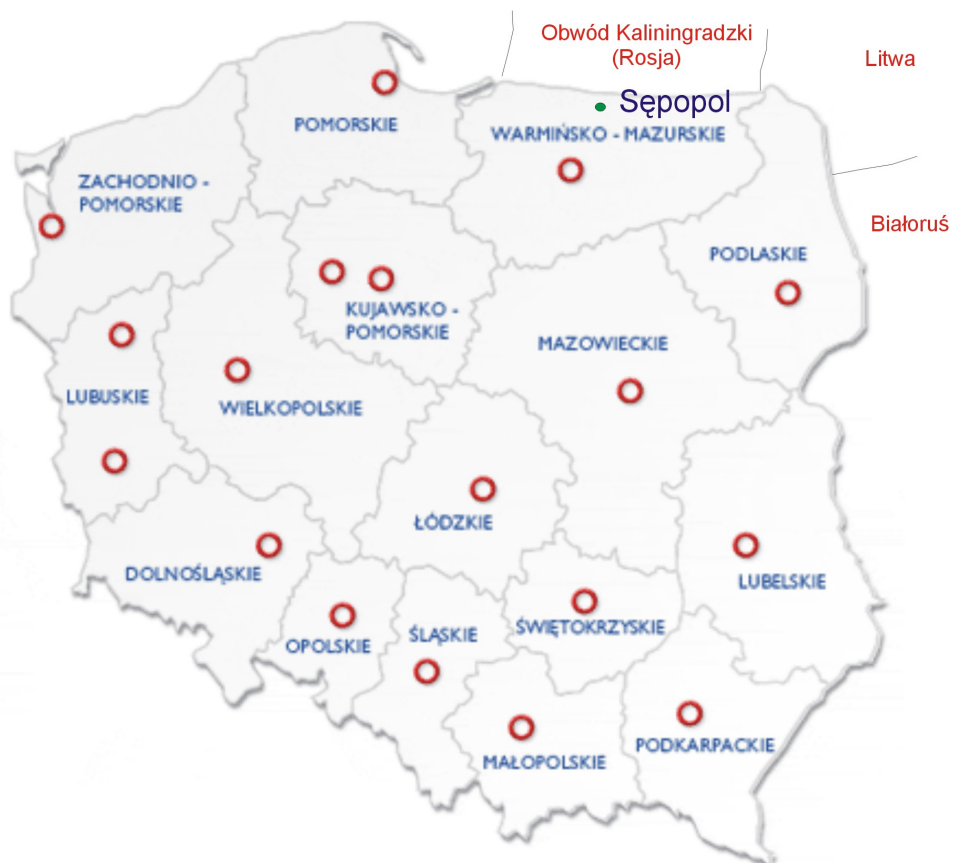 Obwód Kaliningradzki
(Rosja)
Litwa
Sępopol
POMORSKIE
WARMIŃSKO - MAZURSKIE
ZACHODNIO -
POMORSKIE
Białoruś
PODLASKIE
KUJAWSKO -
POMORSKIE
MAZOWIECKIE
LUBUSKIE
WIELKOPOLSKIE
ŁÓDZKIE
DOLNOŚLĄSKIE
LUBELSKIE
OPOLSKIE
ŚLĄSKIE
ŚWIĘTOKRZYSKIE
MAŁOPOLSKIE
PODKARPACKIE